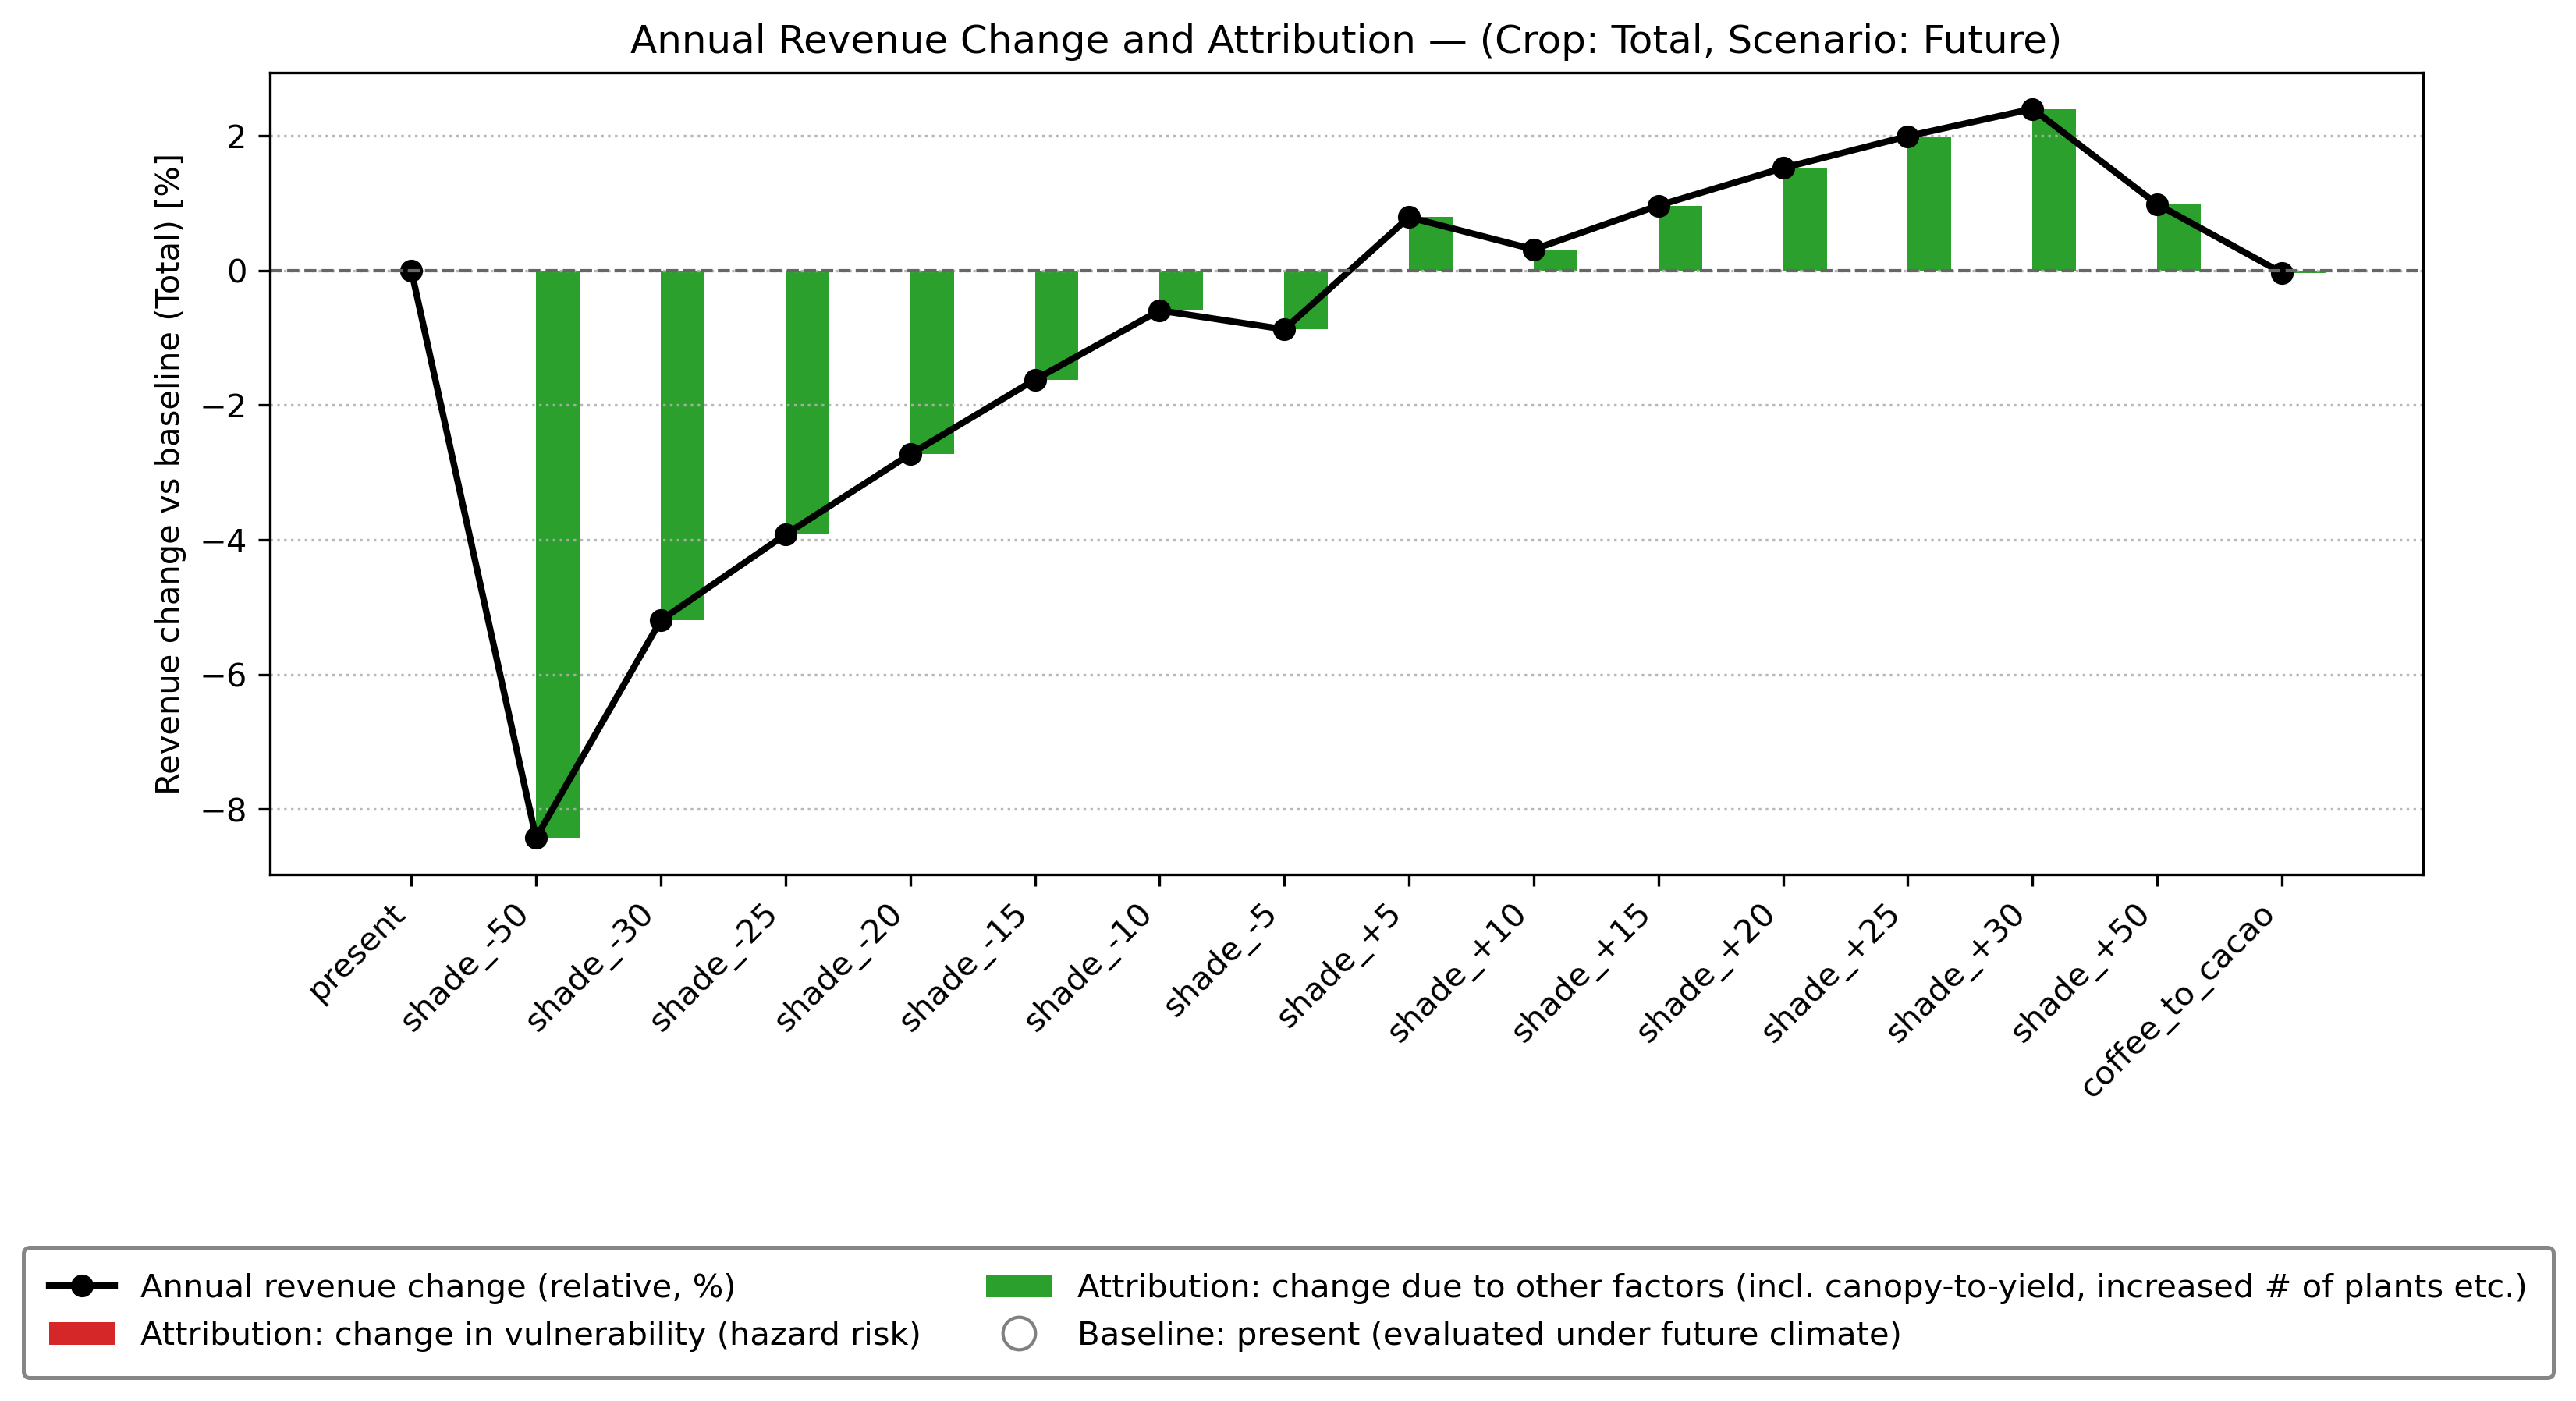 Annual Revenue Change and Attribution — (Crop: Total, Scenario: Future)
Revenue change vs baseline (Total) [%]
2
0
−2
−4
−6
−8
present
shade_-50
shade_-30
shade_-25
shade_-20
shade_-15
shade_-10
shade_-5
shade_+5
shade_+10
shade_+15
shade_+20
shade_+25
shade_+30
shade_+50
coffee_to_cacao
Annual revenue change (relative, %)
Attribution: change in vulnerability (hazard risk)
Attribution: change due to other factors (incl. canopy-to-yield, increased # of plants etc.)
Baseline: present (evaluated under future climate)